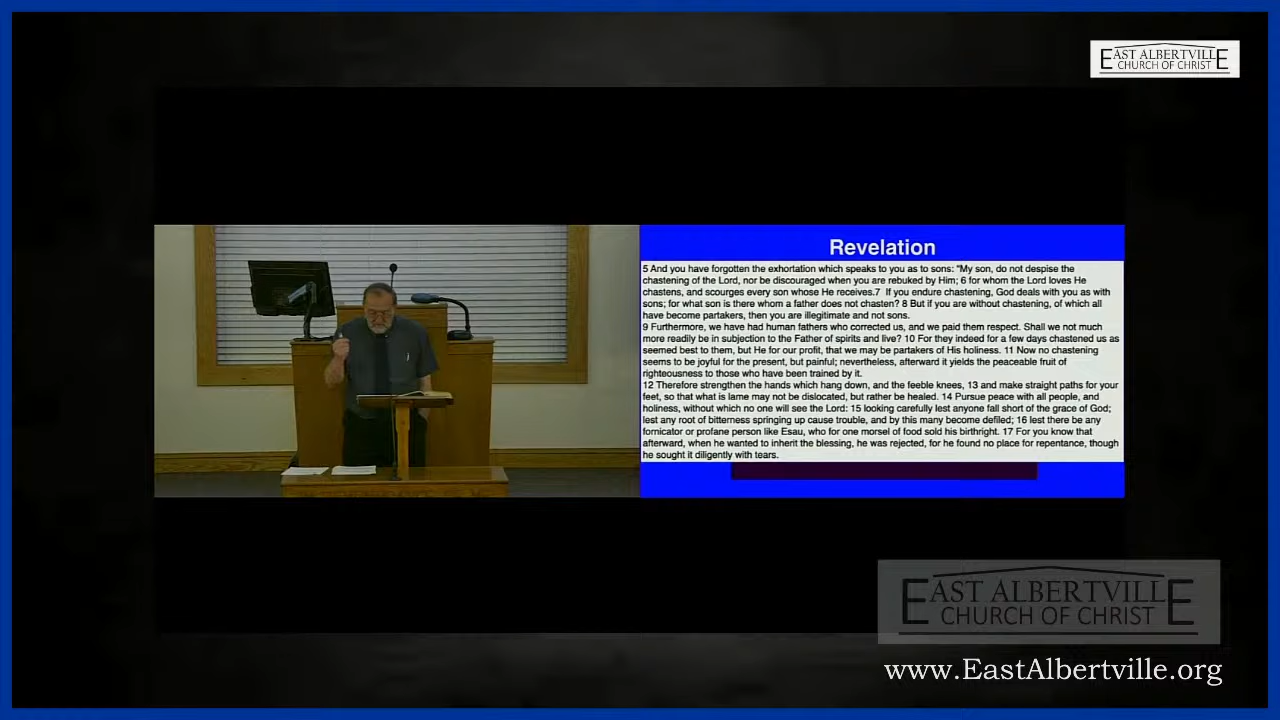 EAST ALBERTVILLE
CHURCH OF CHRIST
Revelation
5 And you have forgotten the exhortation which speaks to you as to sons: "My son, do not despise the
chastening of the Lord, nor be discouraged when you are rebuked by Him; 6 for whom the Lord loves He
chastens, and scourges every son whose He receives.7 If you endure chastening, God deals with you as with
sons; for what son is there whom a father does not chasten? 8 But if you are without chastening, of which all
have become partakers, then you are illegitimate and not sons.
9 Furthermore, we have had human fathers who corrected us, and we paid them respect. Shall we not much
more readily be in subjection to the Father of spirits and live? 10 For they indeed for a few days chastened us as
seemed best to them, but He for our profit, that we may be partakers of His holiness. 11 Now no chastening
seems to be joyful for the present, but painful; nevertheless, afterward it yields the peaceable fruit of
righteousness to those who have been trained by it.
12 Therefore strengthen the hands which hang down, and the feeble knees, 13 and make straight paths for your
feet, so that what is lame may not be dislocated, but rather be healed. 14 Pursue peace with all people, and
holiness, without which no one will see the Lord: 15 looking carefully lest anyone fall short of the grace of God;
lest any root of bitterness springing up cause trouble, and by this many become defiled; 16 lest there be any
fornicator or profane person like Esau, who for one morsel of food sold his birthright. 17 For you know that
afterward, when he wanted to inherit the blessing, he was rejected, for he found no place for repentance, though
he sought it diligently with tears.
EAST ALBERTVILLE
CHURCH OF CHRIST
www.EastAlbertville.org